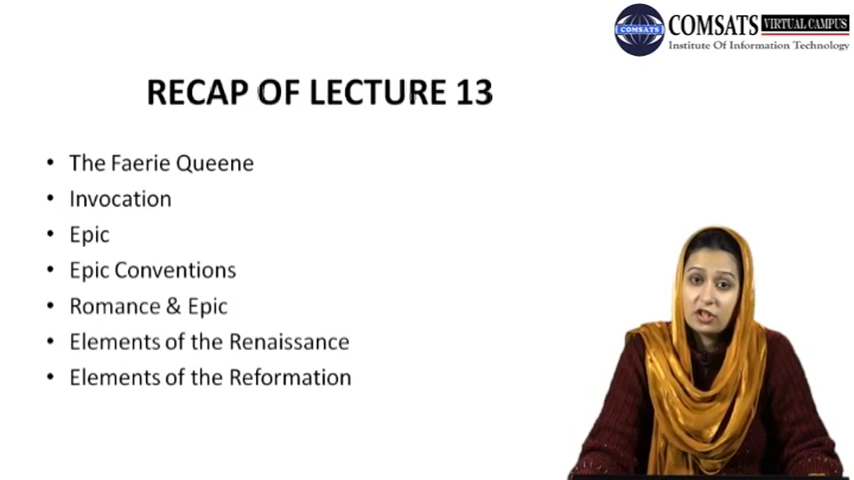 COMSATS VIRTUAL CAMPUS
COMSATS
Institute Of Information Technology
RECAP OF LECTURE 13
• The Faerie Queene
• Invocation
• Epic
• Epic Conventions
• Romance & Epic
• Elements of the Renaissance
• Elements of the Reformation